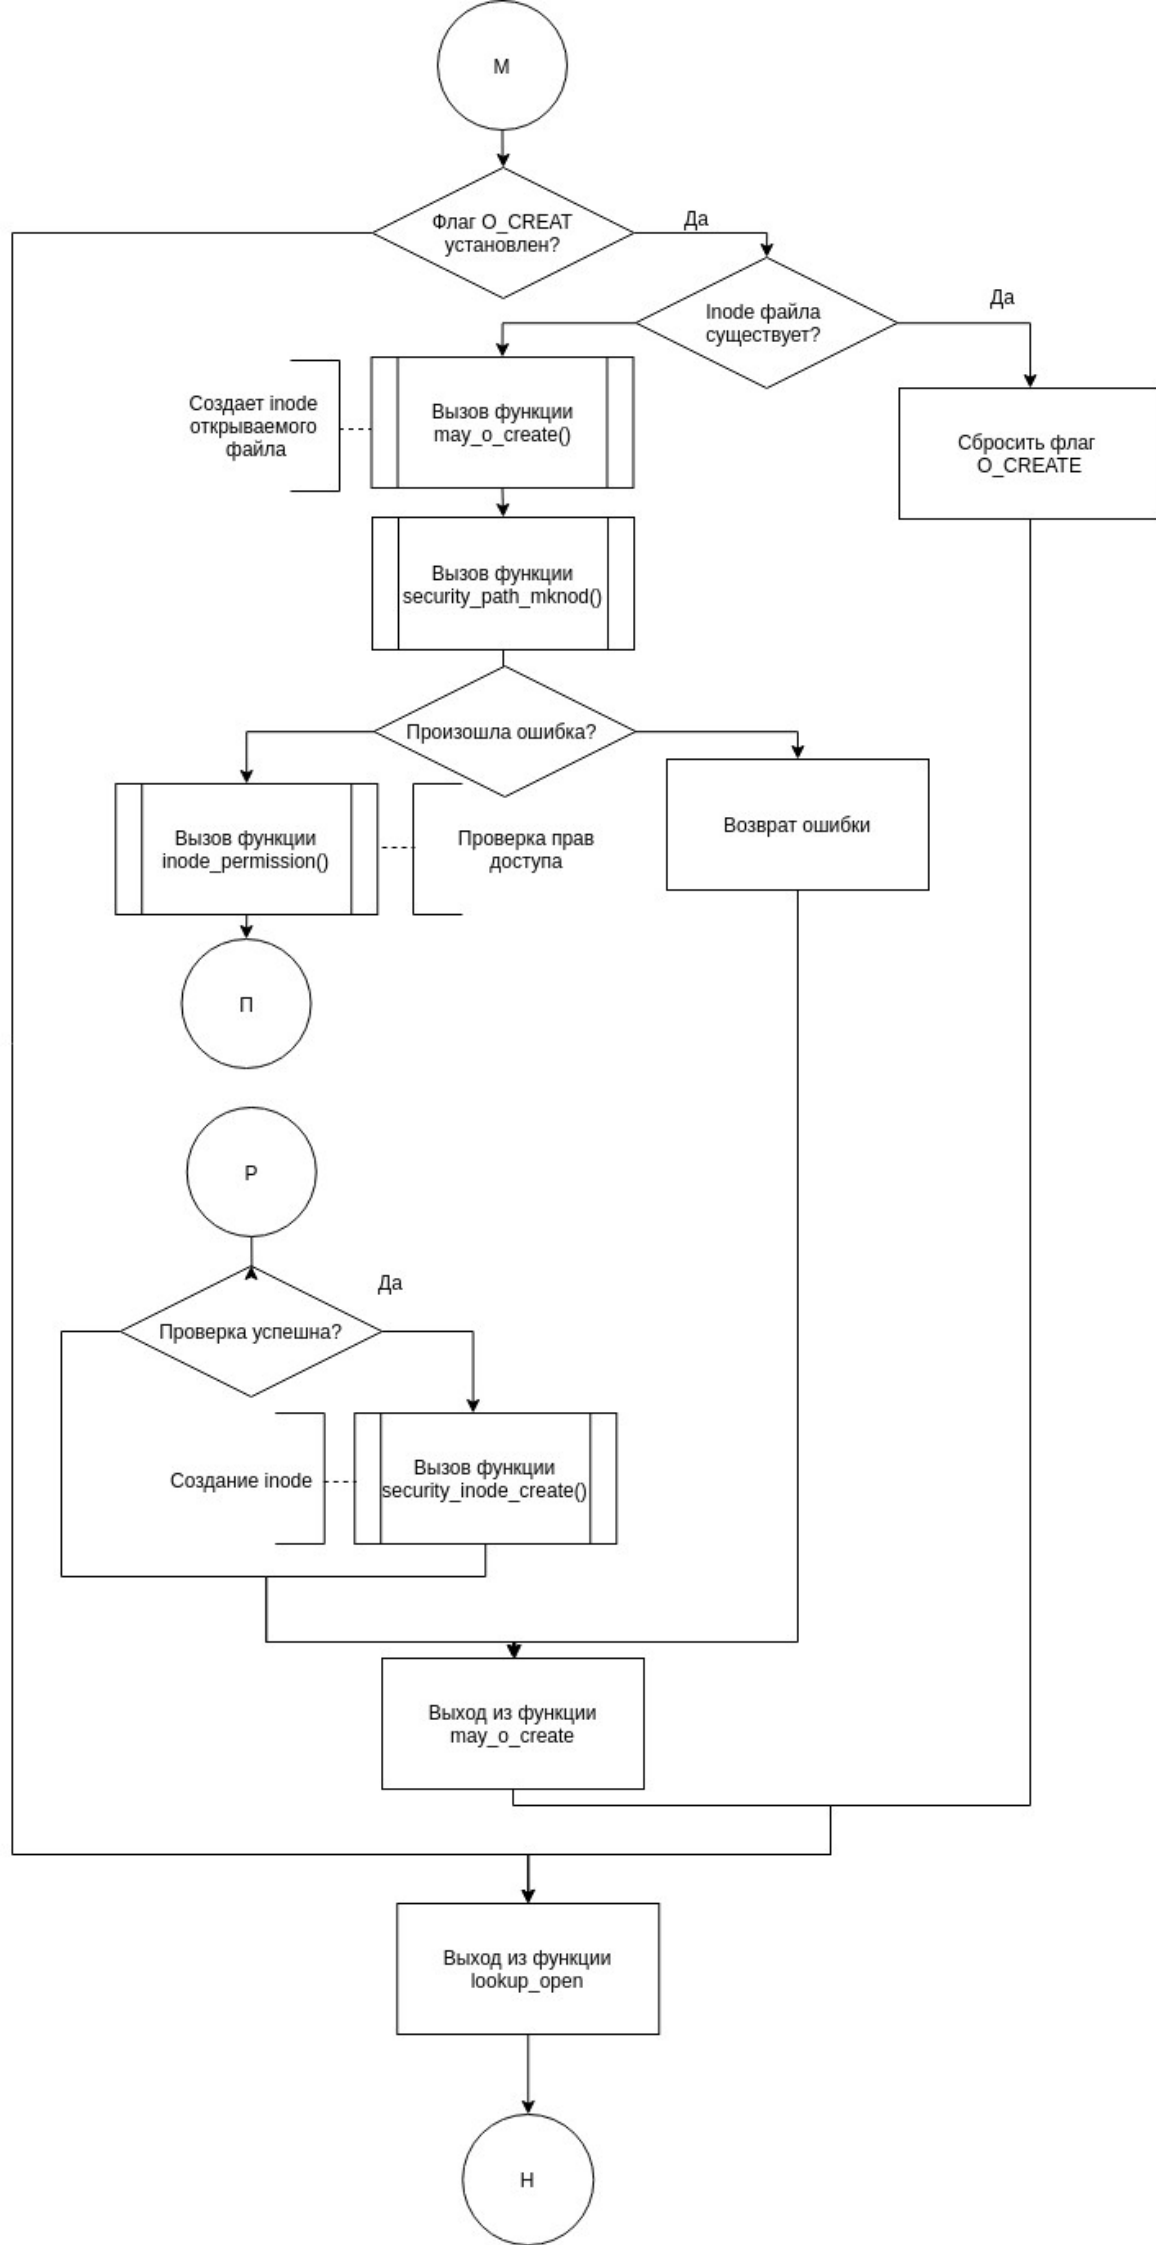 М
Флаг O_CREAT
установлен?
Да
Inode файла
существует?
Да
Создает inode
открываемого
файла
Вызов функции
may_o_create()
Сбросить флаг
O_CREATE
Вызов функции
security_path_mknod()
Произошла ошибка?
Вызов функции
inode_permission()
Проверка прав
доступа
Возврат ошибки
П
Р
Да
Проверка успешна?
Создание inode
Вызов функции
security_inode_create()
Выход из функции
may_o_create
Выход из функции
lookup_open
Н